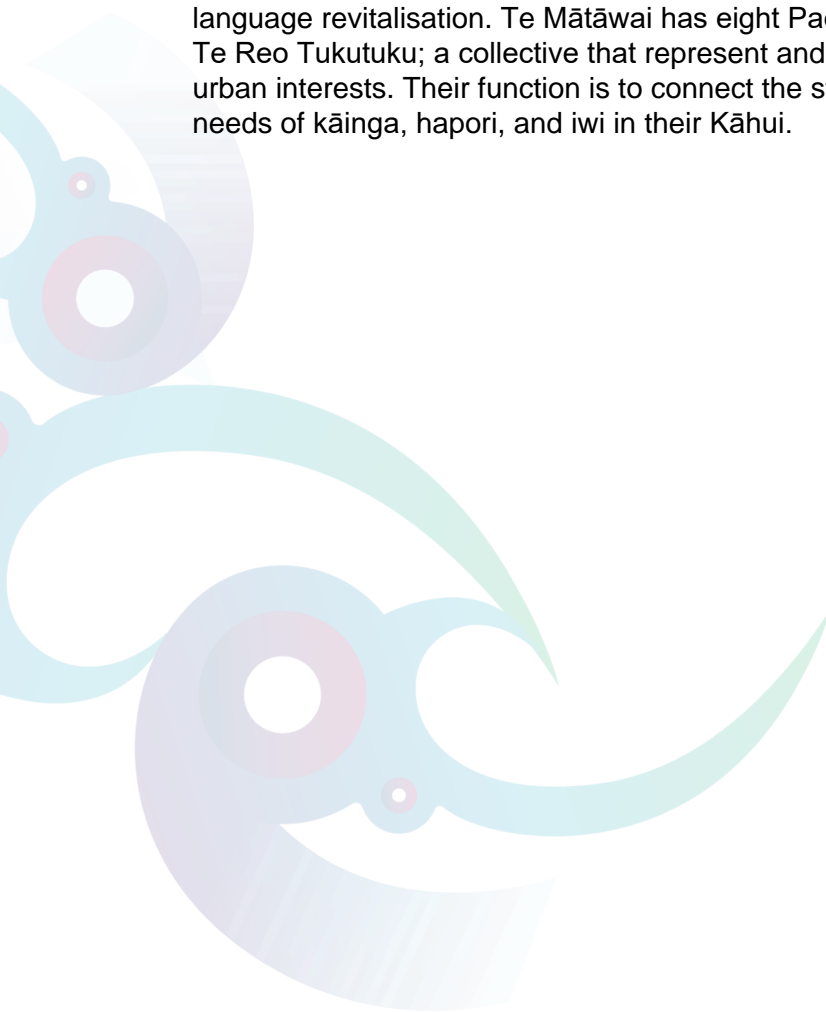 language revitalisation. Te Mātāwai has eight
Te Reo Tukutuku; a collective that represent and
urban interests. Their function is to connect the
needs of kāinga, hapori, and iwi in their Kāhui.